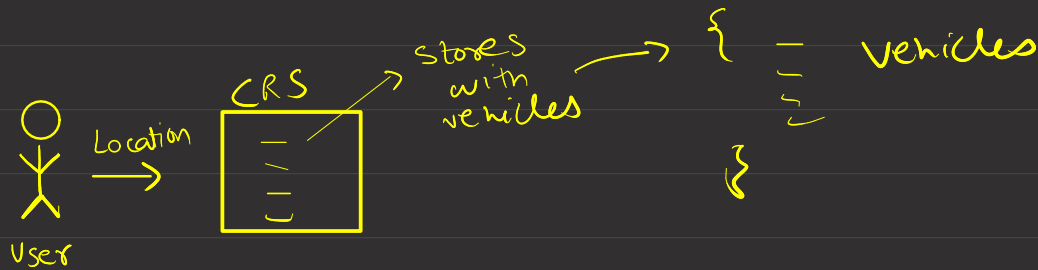 User
Location
CRS
stores
with
vehicles
{
vehicles
}